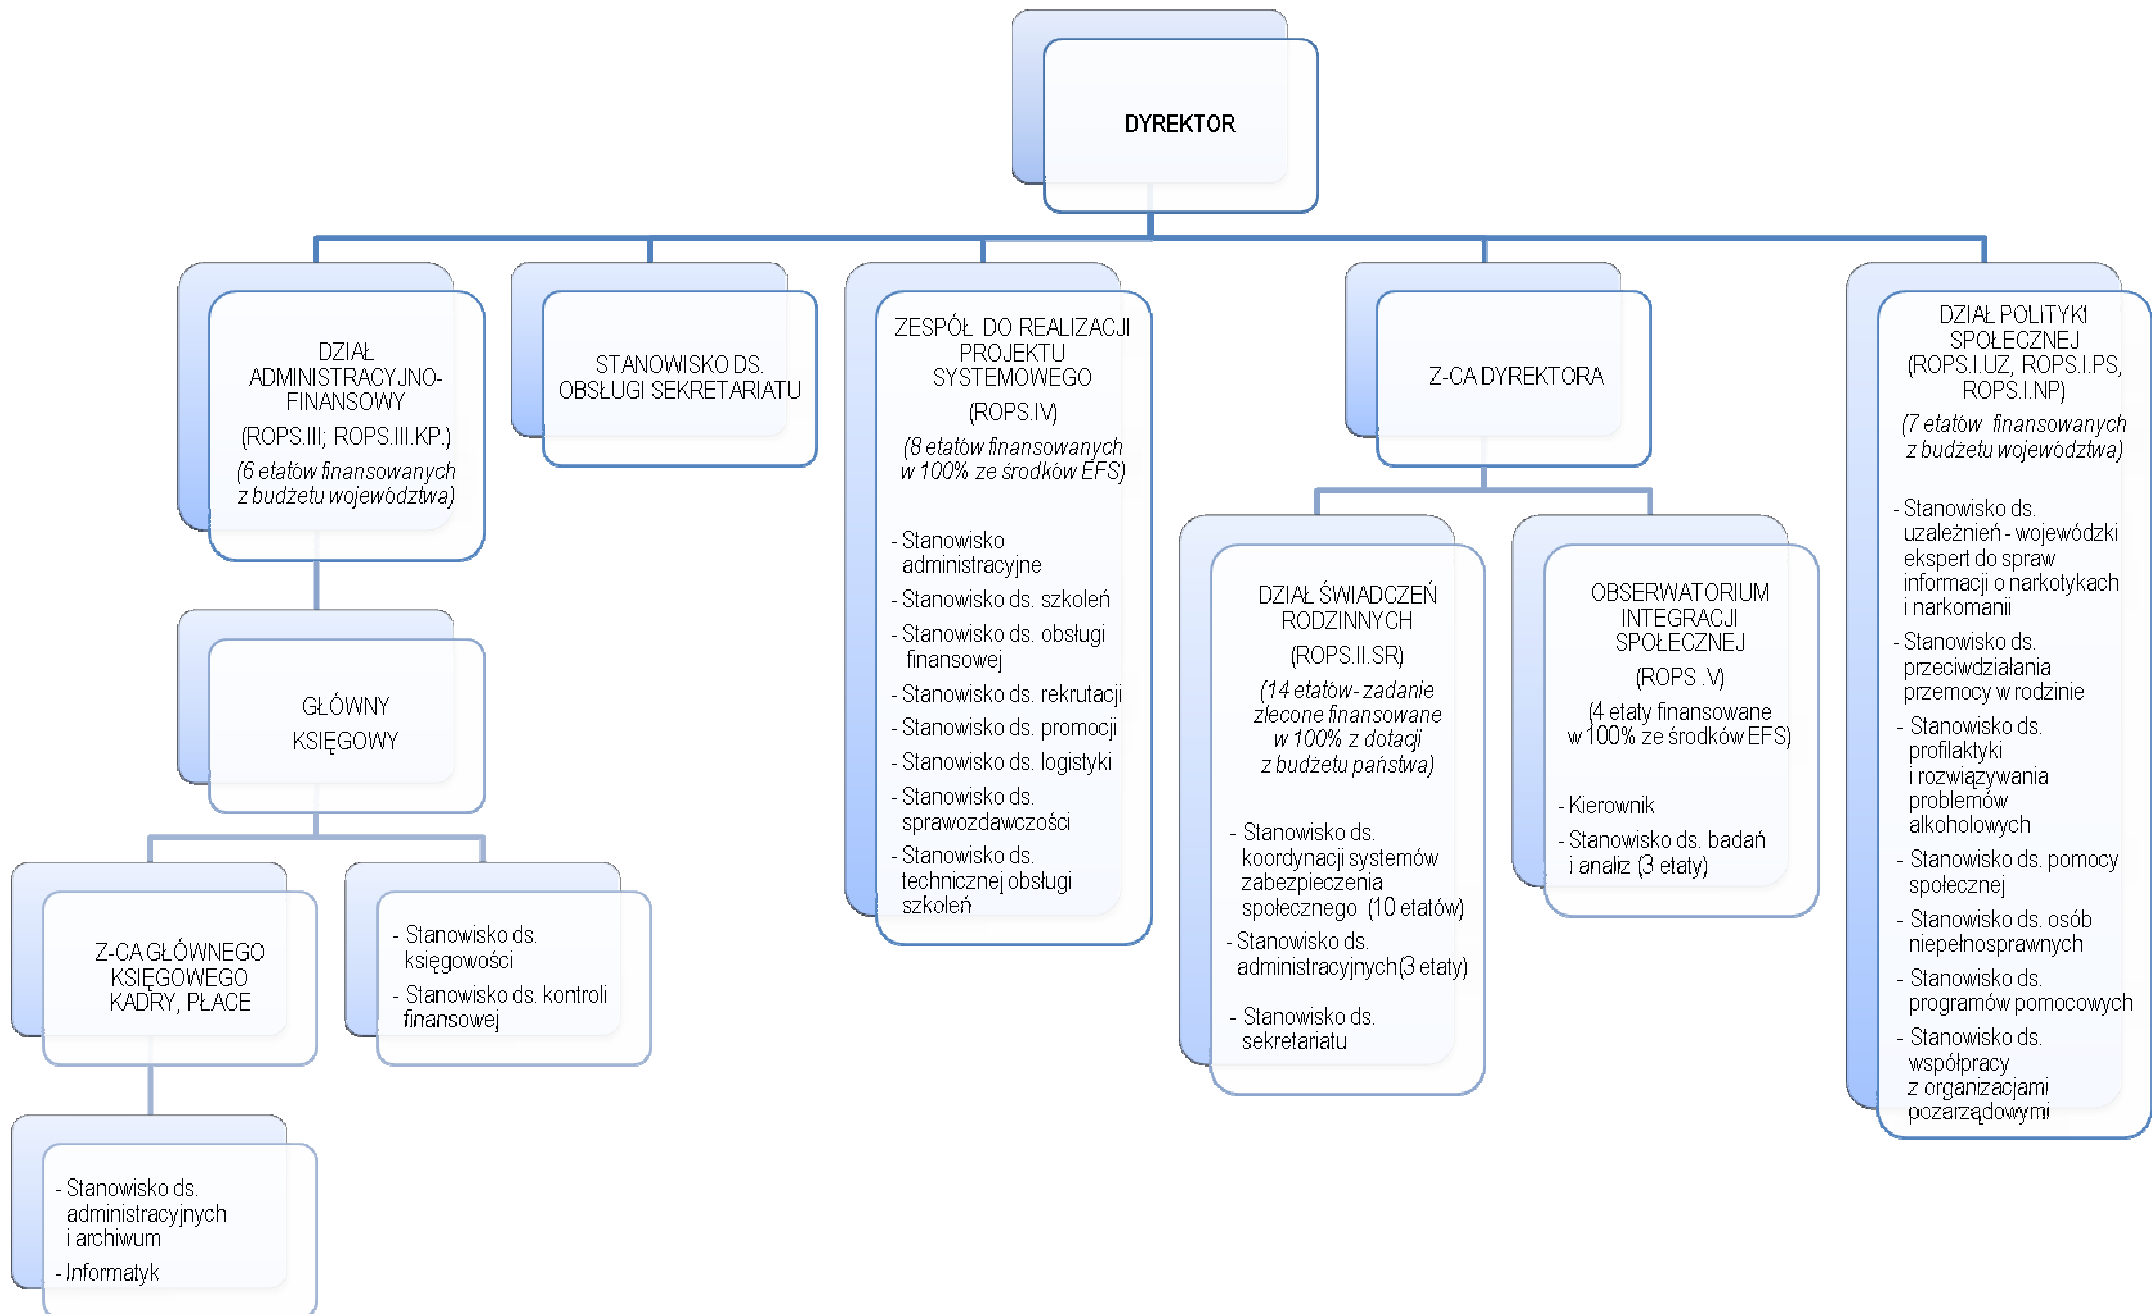 DYREKTOR
DZIAŁ
ADMINISTRACYJNO-
FINANSOWY
(ROPS.III; ROPS.III.KP.)
(6 etatów finansowanych
z budżetu województwa)
STANOWISKO DS.
OBSŁUGI SEKRETARIATU
ZESPÓŁ DO REALIZACJI
PROJEKTU
SYSTEMOWEGO
(ROPS.IV)
(8 etatów finansowanych
w 100% ze środków EFS)
- Stanowisko
administracyjne
- Stanowisko ds. szkoleń
- Stanowisko ds. obsługi
finansowej
- Stanowisko ds. rekrutacji
- Stanowisko ds. promocji
- Stanowisko ds. logistyki
- Stanowisko ds.
sprawozdawczości
- Stanowisko ds.
technicznej obsługi
szkoleń
Z-CA DYREKTORA
DZIAŁ POLITYKI
SPOŁECZNEJ
(ROPS.I.UZ, ROPS.I.PS,
ROPS.I.NP)
(7 etatów finansowanych
z budżetu województwa)
- Stanowisko ds.
uzależnień - wojewódzki
ekspert do spraw
informacji o narkotykach
i narkomanii
- Stanowisko ds.
przeciwdziałania
przemocy w rodzinie
- Stanowisko ds.
profilaktyki
i rozwiązywania
problemów
alkoholowych
- Stanowisko ds. pomocy
społecznej
- Stanowisko ds. osób
niepełnosprawnych
- Stanowisko ds.
programów pomocowych
- Stanowisko ds.
współpracy
z organizacjami
pozarządowymi
DZIAŁ ŚWIADCZEŃ
RODZINNYCH
(ROPS.II.SR)
(14 etatów- zadanie
zlecone finansowane
w 100% z dotacji
z budżetu państwa)
- Stanowisko ds.
koordynacji systemów
zabezpieczenia
społecznego (10 etatów)
- Stanowisko ds.
administracyjnych (3 etaty)
- Stanowisko ds.
sekretariatu
OBSERWATORIUM
INTEGRACJI
SPOŁECZNEJ
(ROPS .V)
(4 etaty finansowane
w 100% ze środków EFS)
- Kierownik
- Stanowisko ds. badań
i analiz (3 etaty)
GŁÓWNY
KSIĘGOWY
Z-CA GŁÓWNEGO
KSIĘGOWEGO
KADRY, PŁACE
- Stanowisko ds.
księgowości
- Stanowisko ds. kontroli
finansowej
- Stanowisko ds.
administracyjnych
i archiwum
- Informatyk